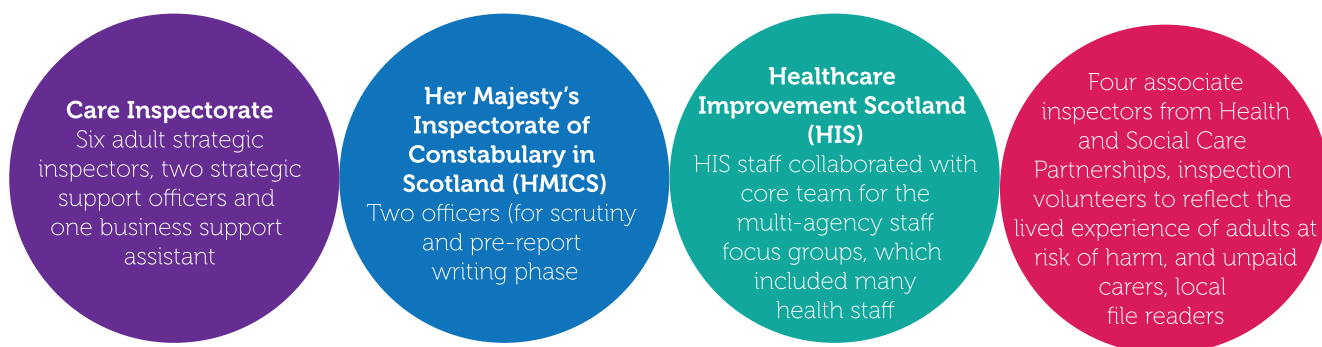 Care Inspectorate
Six adult strategic
inspectors, two strategic
support officers and
one business support
assistant
Her Majesty's
Inspectorate of
Constabulary in
Scotland (HMICS)
Two officers (for scrutiny
and pre-report
writing phase
Healthcare
Improvement Scotland
(HIS)
HIS staff collaborated with
core team for the
multi-agency staff
focus groups, which
included many
health staff
Four associate
inspectors from Health
and Social Care
Partnerships, inspection
volunteers to reflect the
lived experience of adults at
risk of harm, and unpaid
carers, local
file readers